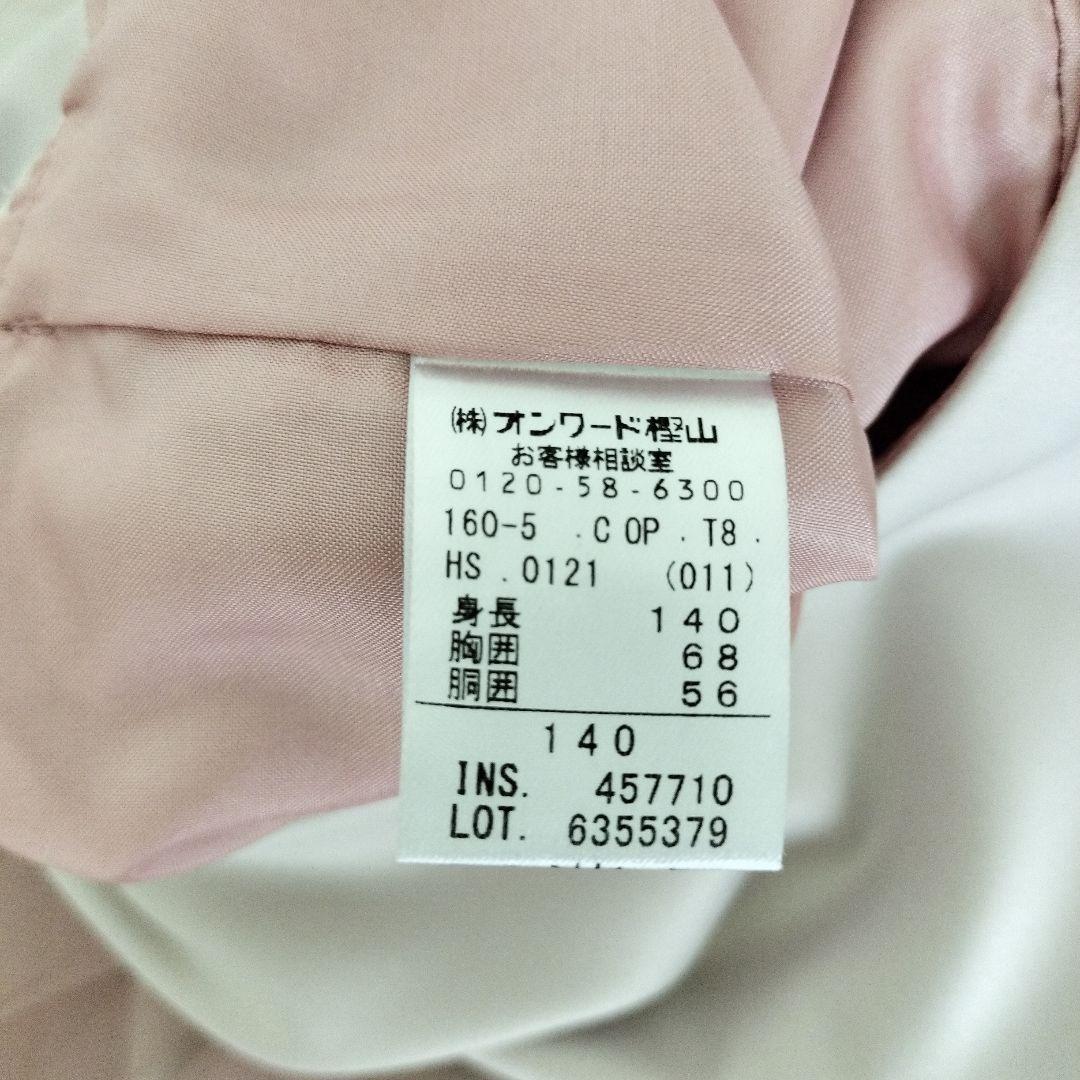 (株)オンワード樫山
お客様相談室
0120-58-6300
160-5 .C OP . T8 .
HS .0121 (011)
身長 140
胸囲 68
胴囲 56
140
INS. 457710
LOT. 6355379